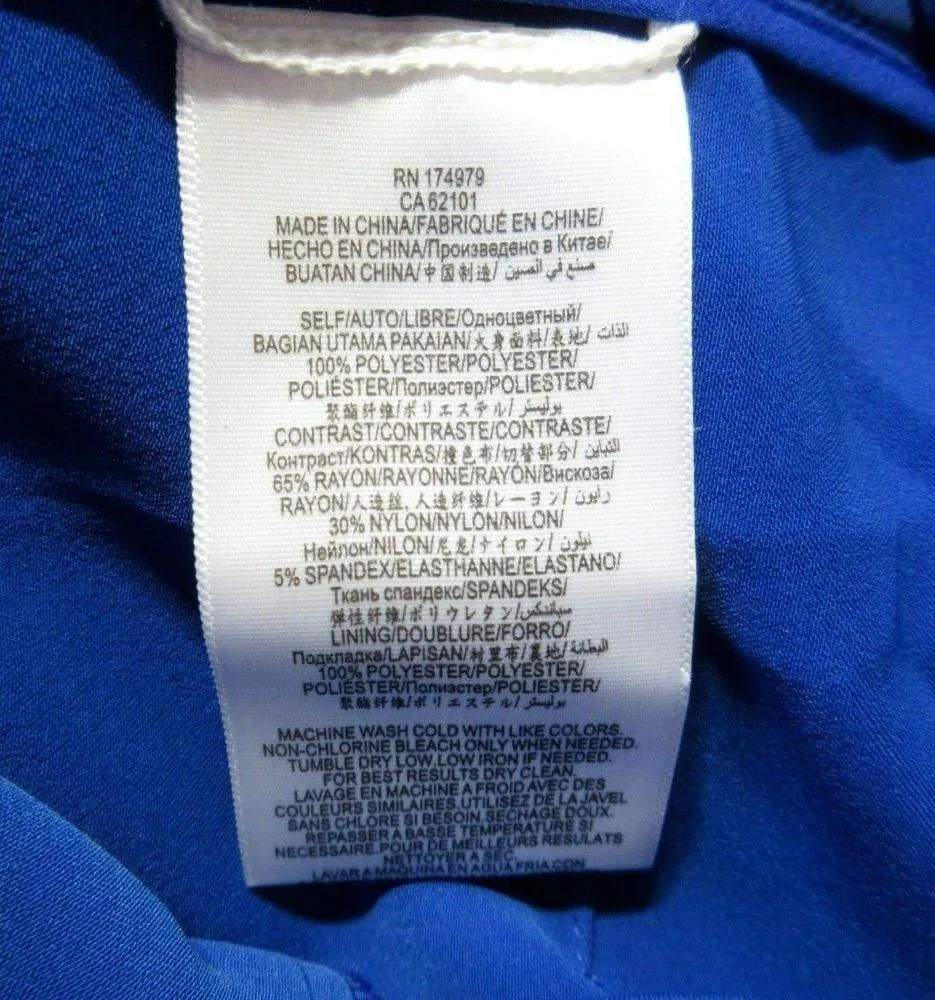 RN 174979
CA 62101
MADE IN CHINA/FABRIQUÉ EN CHINE/
HECHO EN CHINA/Произведено в Китае/
BUATAN CHINA/中国制造/ صنع في الصين
SELF/AUTO/LIBRE/Одноцветный/
BAGIAN UTAMA PAKAIAN/大身面料/表地/ الذات
100% POLYESTER/POLYESTER/
POLIÉSTER/Полиэстер/POLIESTER/
聚酯纤维/ポリエステル/ بوليستر
CONTRAST/CONTRASTE/CONTRASTE/
Контраст/KONTRAS/撞色布/切替部分/ التباين
65% RAYON/RAYONNE/RAYÓN/Вискоза/
RAYON/人造丝、人造纤维/レーヨン/ رايون
30% NYLON/NYLON/NILON/
Нейлон/NILON/尼龙/ナイロン/ نيلون
5% SPANDEX/ELASTHANNE/ELASTANO/
Ткань спандекс/SPANDEKS/
弹性纤维/ポリウレタン/ سباندكس
LINING/DOUBLURE/FORRO/
Подкладка/LAPISAN/衬里布/裏地/ البطانة
100% POLYESTER/POLYESTER/
POLIÉSTER/Полиэстер/POLIESTER/
聚酯纤维/ポリエステル/ بوليستر
MACHINE WASH COLD WITH LIKE COLORS.
NON-CHLORINE BLEACH ONLY WHEN NEEDED.
TUMBLE DRY LOW.LOW IRON IF NEEDED.
FOR BEST RESULTS DRY CLEAN.
LAVAGE EN MACHINE A FROID AVEC DES
COULEURS SIMILAIRES.UTILISEZ DE LA JAVEL
SANS CHLORE SI BESOIN.SECHAGE DOUX.
REPASSER A BASSE TEMPERATURE SI
NECESSAIRE.POUR DE MEILLEURS RESULATS
NETTOYER A SEC
LAVAR A MAQUINA EN AGUA FRIA CON